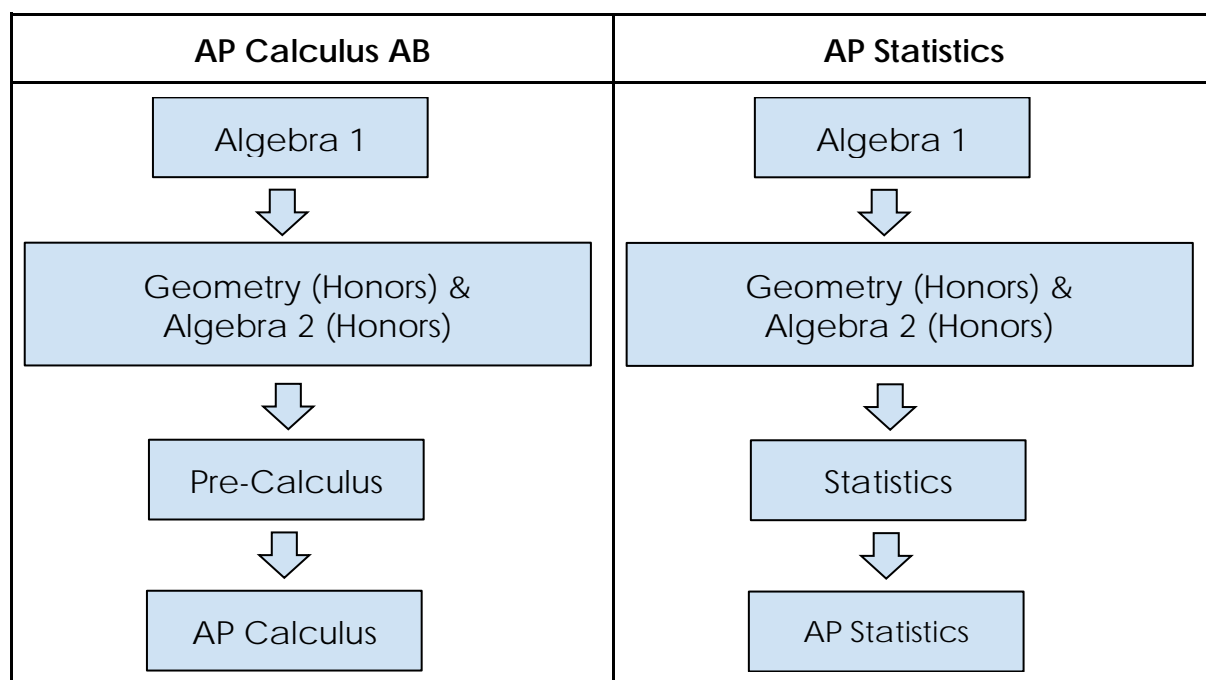 AP Calculus AB
Algebra 1
Geometry (Honors) &
Algebra 2 (Honors)
Pre-Calculus
AP Calculus
AP Statistics
Algebra 1
Geometry (Honors) &
Algebra 2 (Honors)
Statistics
AP Statistics